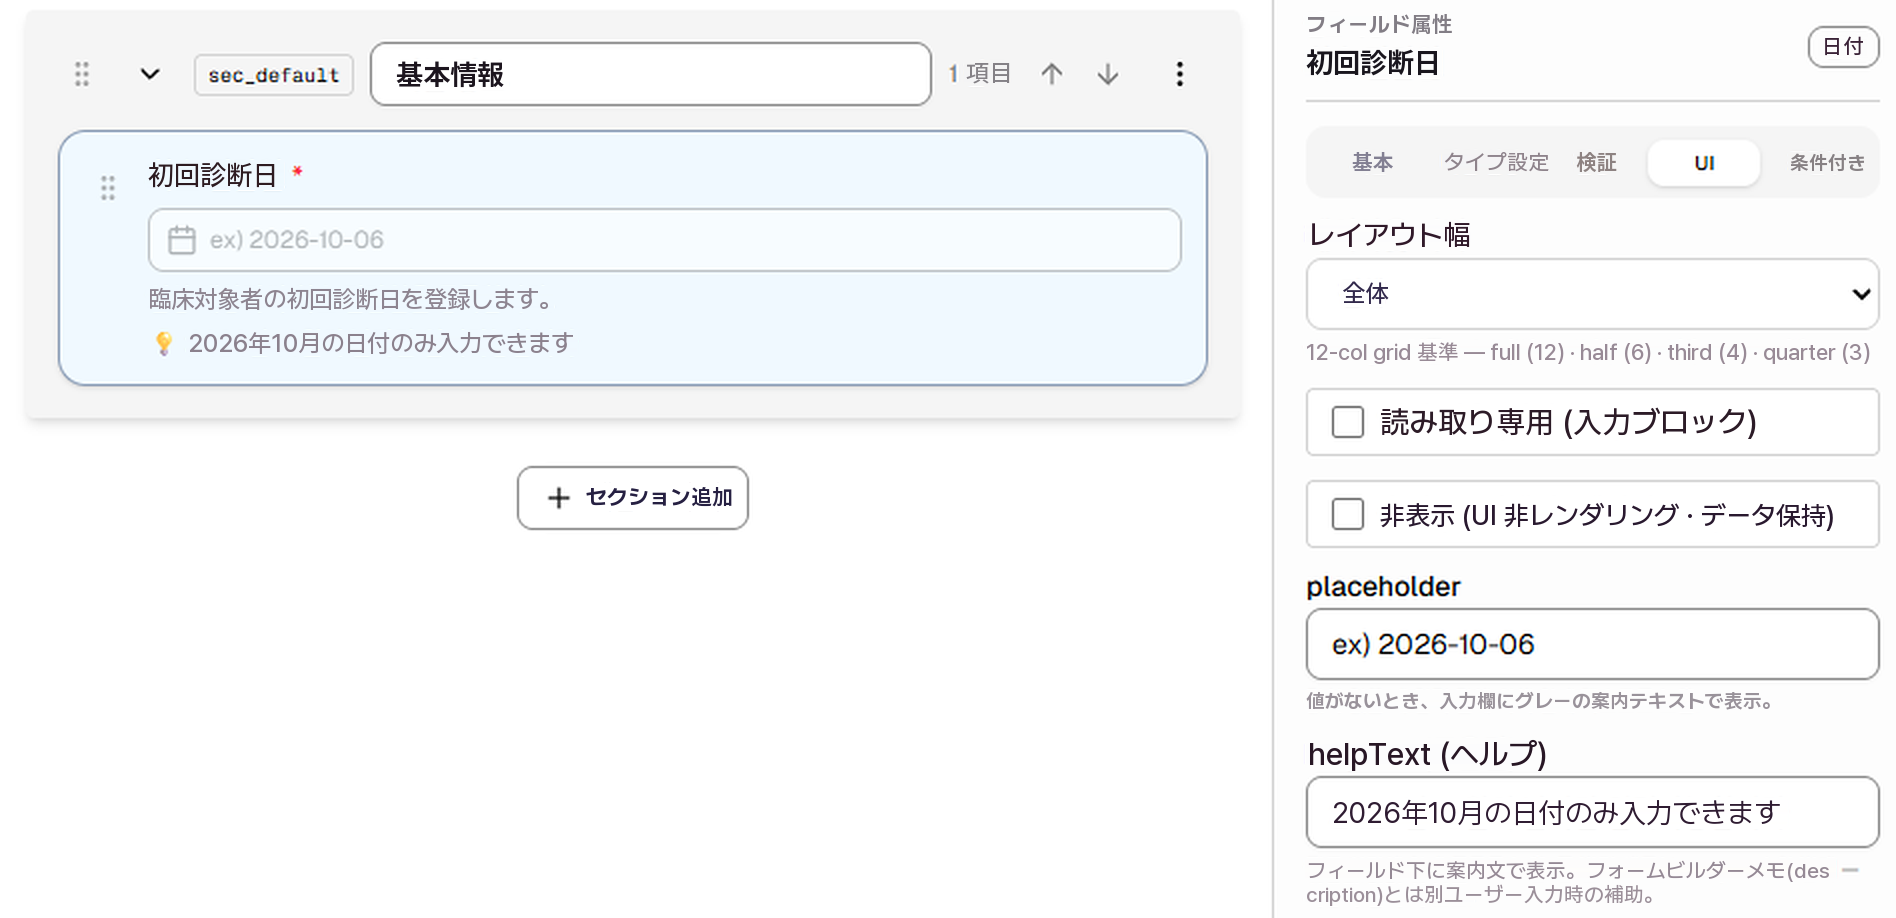 sec_default
基本情報
1 項目
初回診断日 *
ex) 2026-10-06
臨床対象者の初回診断日を登録します。
2026年10月の日付のみ入力できます
セクション追加
フィールド属性
初回診断日
日付
基本 タイプ設定 検証 UI 条件付き
レイアウト幅
全体
12-col grid 基準 — full (12) · half (6) · third (4) · quarter (3)
読み取り専用 (入力ブロック)
非表示 (UI 非レンダリング · データ保持)
placeholder
ex) 2026-10-06
値がないとき、入力欄にグレーの案内テキストで表示。
helpText (ヘルプ)
2026年10月の日付のみ入力できます
フィールド下に案内文で表示。フォームビルダーメモ(des —
cription)とは別ユーザー入力時の補助。